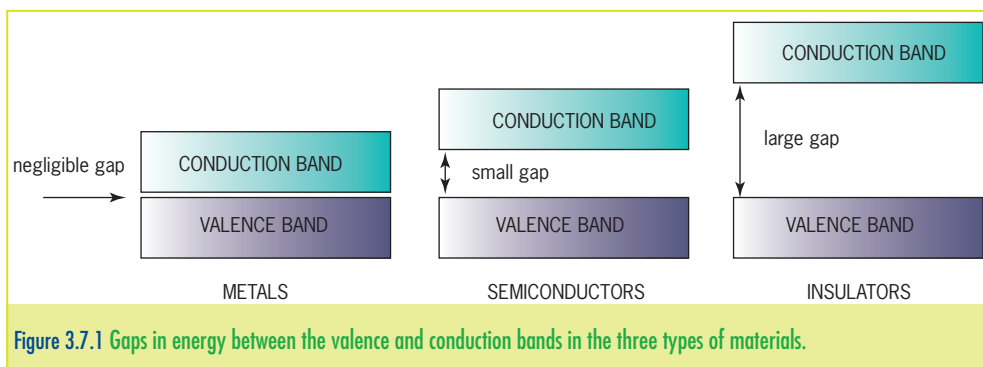 CONDUCTION BAND
CONDUCTION BAND
large gap
negligible gap
CONDUCTION BAND
small gap
VALENCE BAND
VALENCE BAND
VALENCE BAND
METALS
SEMICONDUCTORS
INSULATORS
Figure 3.7.1 Gaps in energy between the valence and conduction bands in the three types of materials.